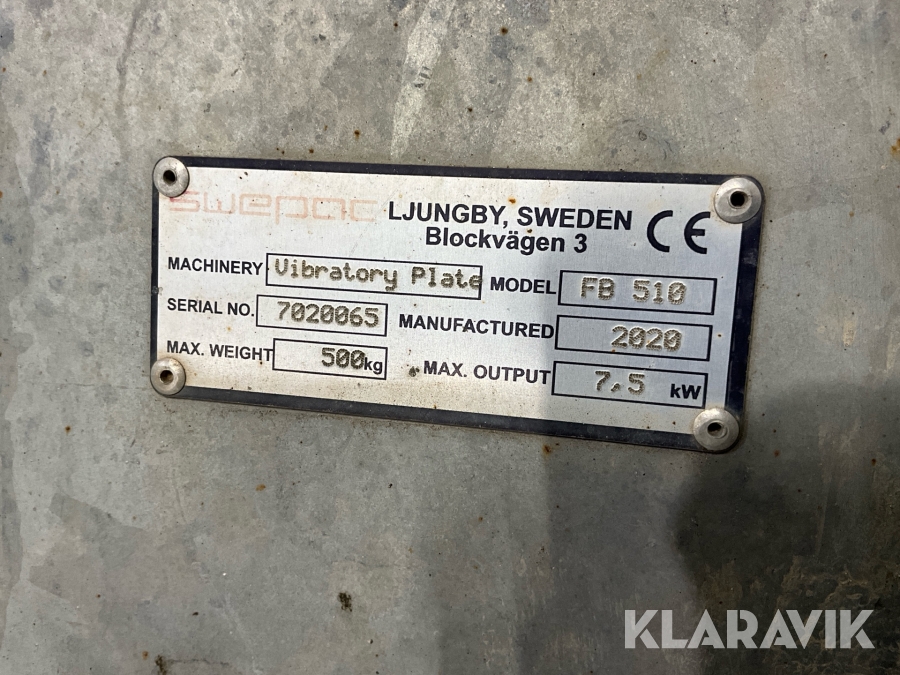 swepac
LJUNGBY, SWEDEN
Blockvägen 3
CE
MACHINERY Vibratory Plate MODEL FB 510
SERIAL NO. 7020065 MANUFACTURED 2020
MAX. WEIGHT 500kg MAX. OUTPUT 7,5 kW
KLARAVIK